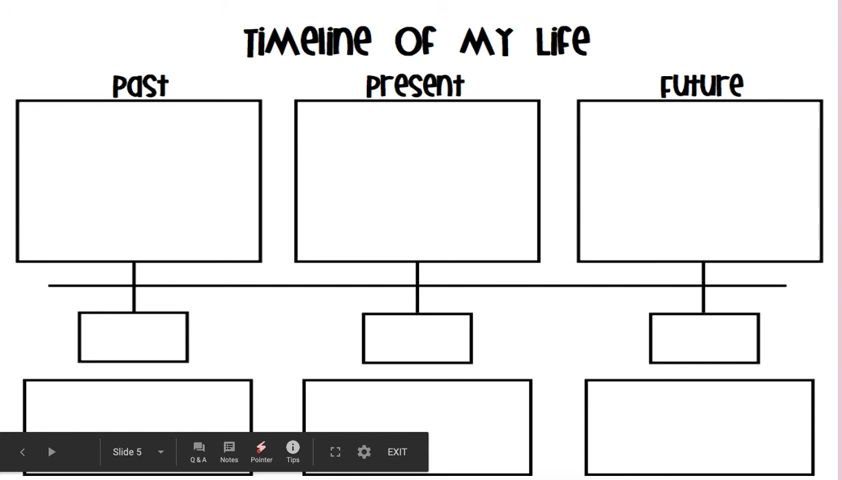 Timeline Of My Life
Past Present Future
Slide 5
Q & A Notes Pointer Tips EXIT